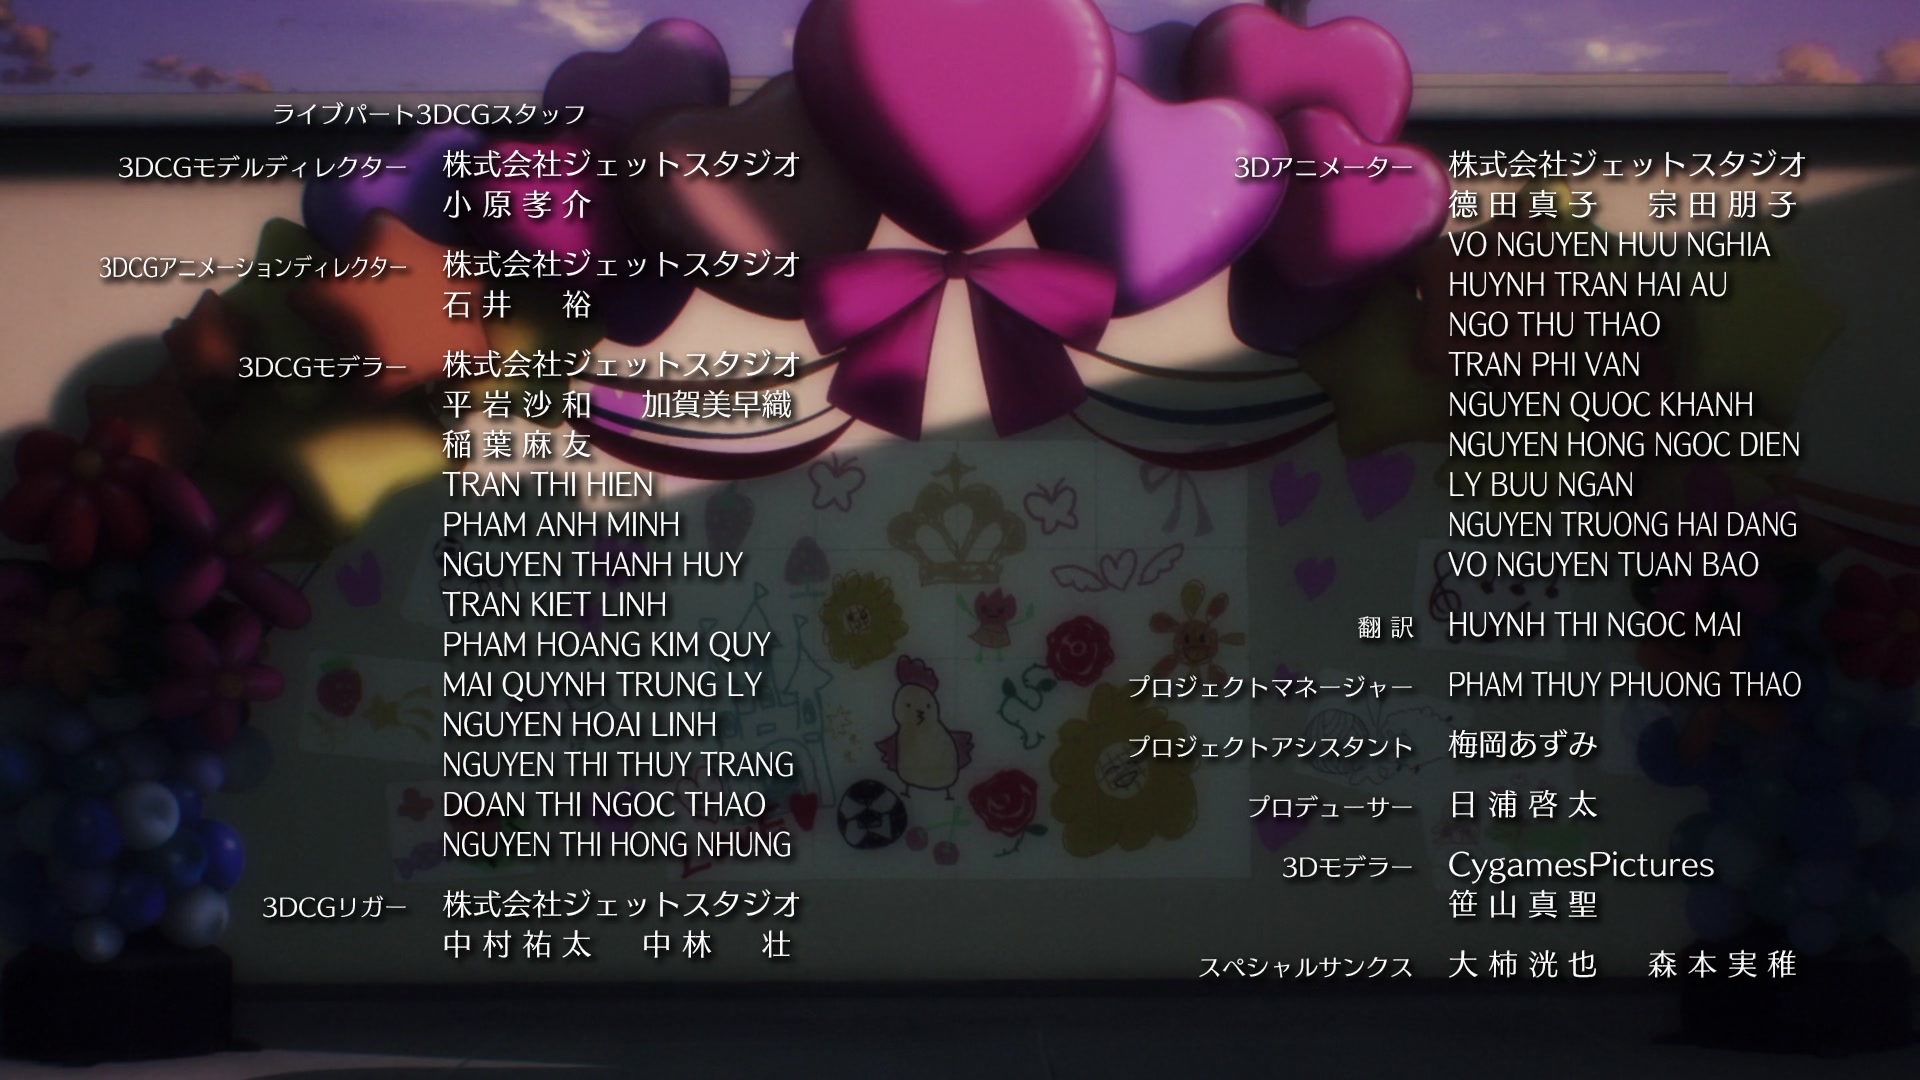 ライブパート3DCGスタッフ
3DCGモデルディレクター 株式会社ジェットスタジオ
小原孝介
3DCGアニメーションディレクター 株式会社ジェットスタジオ
石井 裕
3DCGモデラー 株式会社ジェットスタジオ
平岩沙和 加賀美早織
稲葉麻友
TRAN THI HIEN
PHAM ANH MINH
NGUYEN THANH HUY
TRAN KIET LINH
PHAM HOANG KIM QUY
MAI QUYNH TRUNG LY
NGUYEN HOAI LINH
NGUYEN THI THUY TRANG
DOAN THI NGOC THAO
NGUYEN THI HONG NHUNG
3DCGリガー 株式会社ジェットスタジオ
中村祐太 中林 壮
3Dアニメーター 株式会社ジェットスタジオ
德田真子 宗田朋子
VO NGUYEN HUU NGHIA
HUYNH TRAN HAI AU
NGO THU THAO
TRAN PHI VAN
NGUYEN QUOC KHANH
NGUYEN HONG NGOC DIEN
LY BUU NGAN
NGUYEN TRUONG HAI DANG
VO NGUYEN TUAN BAO
翻訳 HUYNH THI NGOC MAI
プロジェクトマネージャー PHAM THUY PHUONG THAO
プロジェクトアシスタント 梅岡あずみ
プロデューサー 日浦啓太
3Dモデラー CygamesPictures
笹山真聖
スペシャルサンクス 大柿洸也 森本実稚